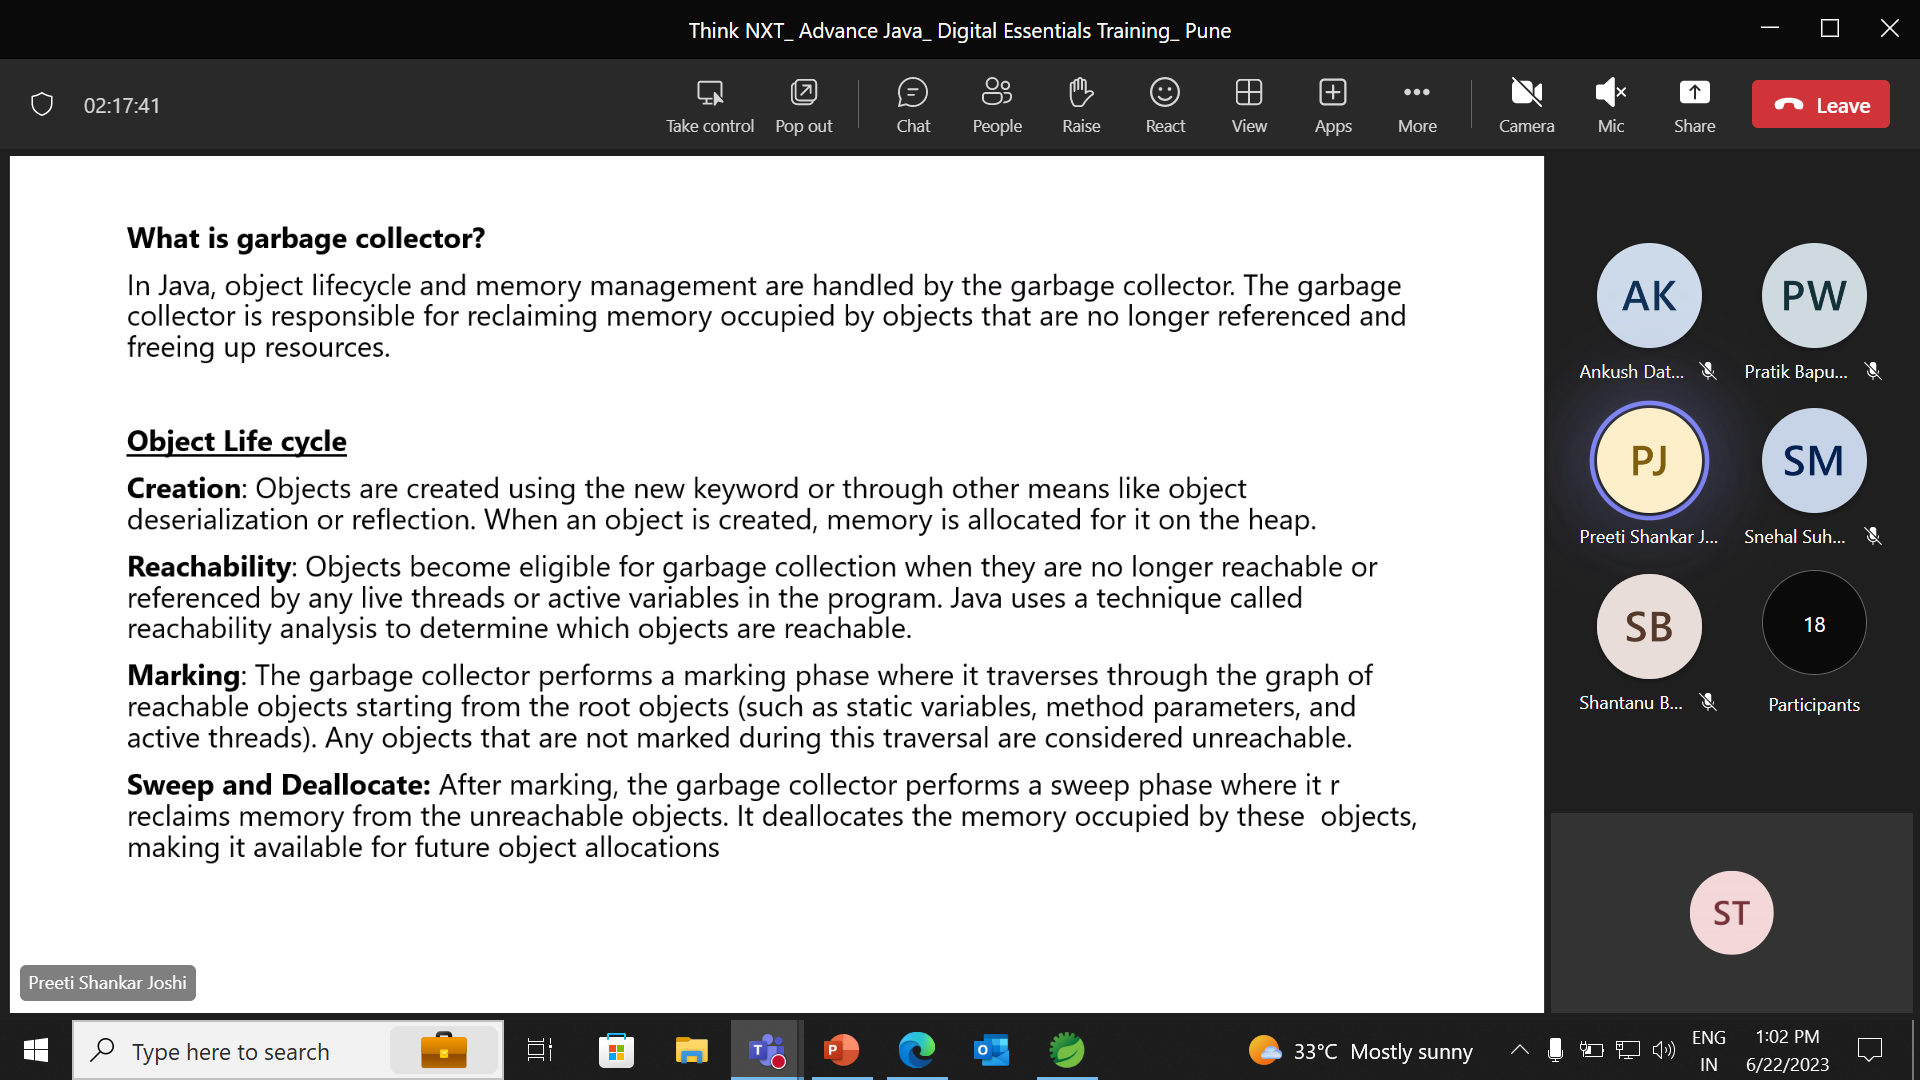 Think NXT_ Advance Java_ Digital Essentials Training_ Pune
02:17:41
Take control
Pop out
Chat
People
Raise
React
View
Apps
More
Camera
Mic
Share
Leave
What is garbage collector?
In Java, object lifecycle and memory management are handled by the garbage collector. The garbage
collector is responsible for reclaiming memory occupied by objects that are no longer referenced and
freeing up resources.
Object Life cycle
Creation: Objects are created using the new keyword or through other means like object
deserialization or reflection. When an object is created, memory is allocated for it on the heap.
Reachability: Objects become eligible for garbage collection when they are no longer reachable or
referenced by any live threads or active variables in the program. Java uses a technique called
reachability analysis to determine which objects are reachable.
Marking: The garbage collector performs a marking phase where it traverses through the graph of
reachable objects starting from the root objects (such as static variables, method parameters, and
active threads). Any objects that are not marked during this traversal are considered unreachable.
Sweep and Deallocate: After marking, the garbage collector performs a sweep phase where it r
reclaims memory from the unreachable objects. It deallocates the memory occupied by these  objects,
making it available for future object allocations
Preeti Shankar Joshi
AK
PW
Ankush Dat...
Pratik Bapu...
PJ
SM
Preeti Shankar J...
Snehal Suh...
SB
18
Shantanu B...
Participants
ST
Type here to search
33°C Mostly sunny
ENG
IN
1:02 PM
6/22/2023